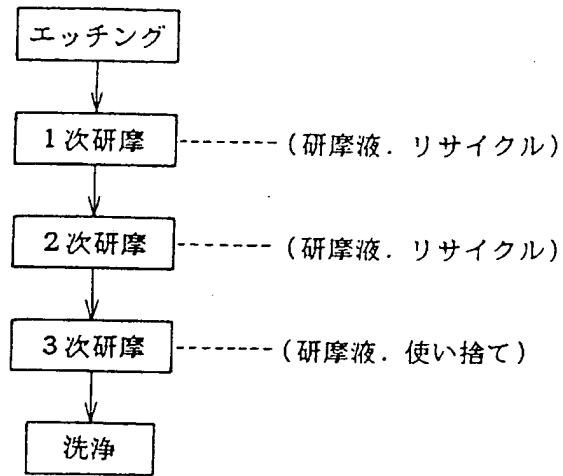 エッチング
1次研摩 (研摩液．リサイクル)
2次研摩 (研摩液．リサイクル)
3次研摩 (研摩液．使い捨て)
洗浄